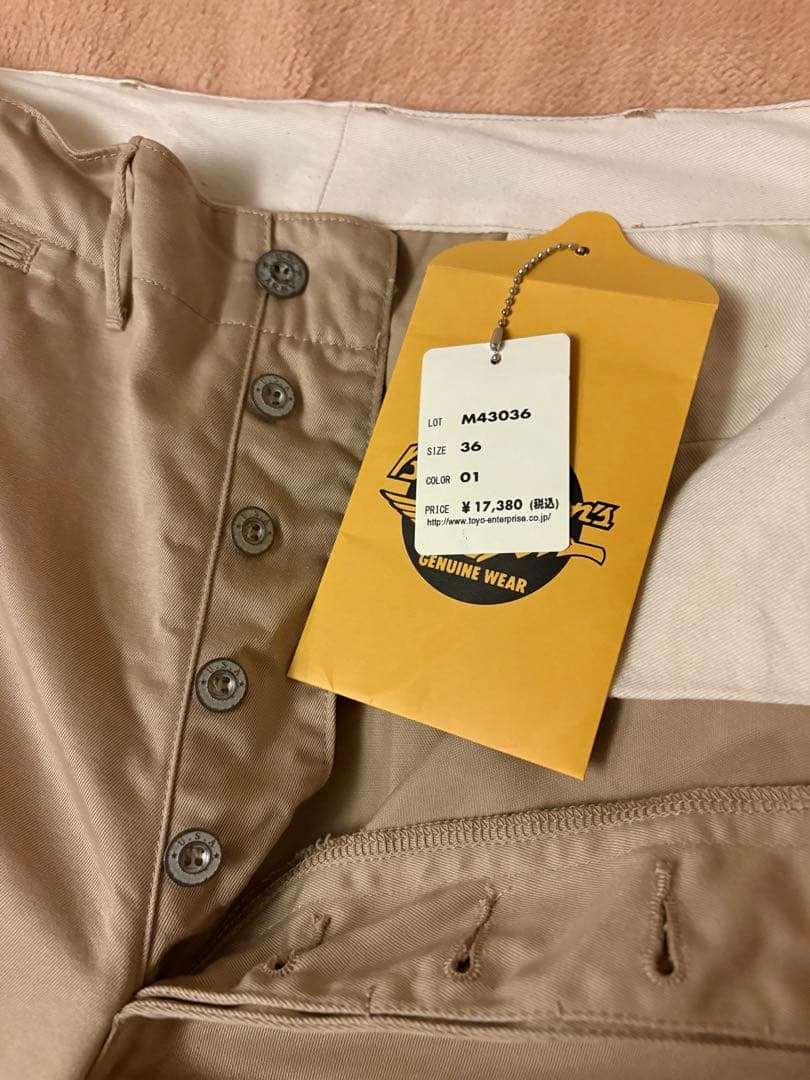 LOT M43036
SIZE 36
COLOR 01
PRICE ¥17,380 (税込)
http://www.toyo-enterprise.co.jp/
GENUINE WEAR
U.S.A
U.S.A